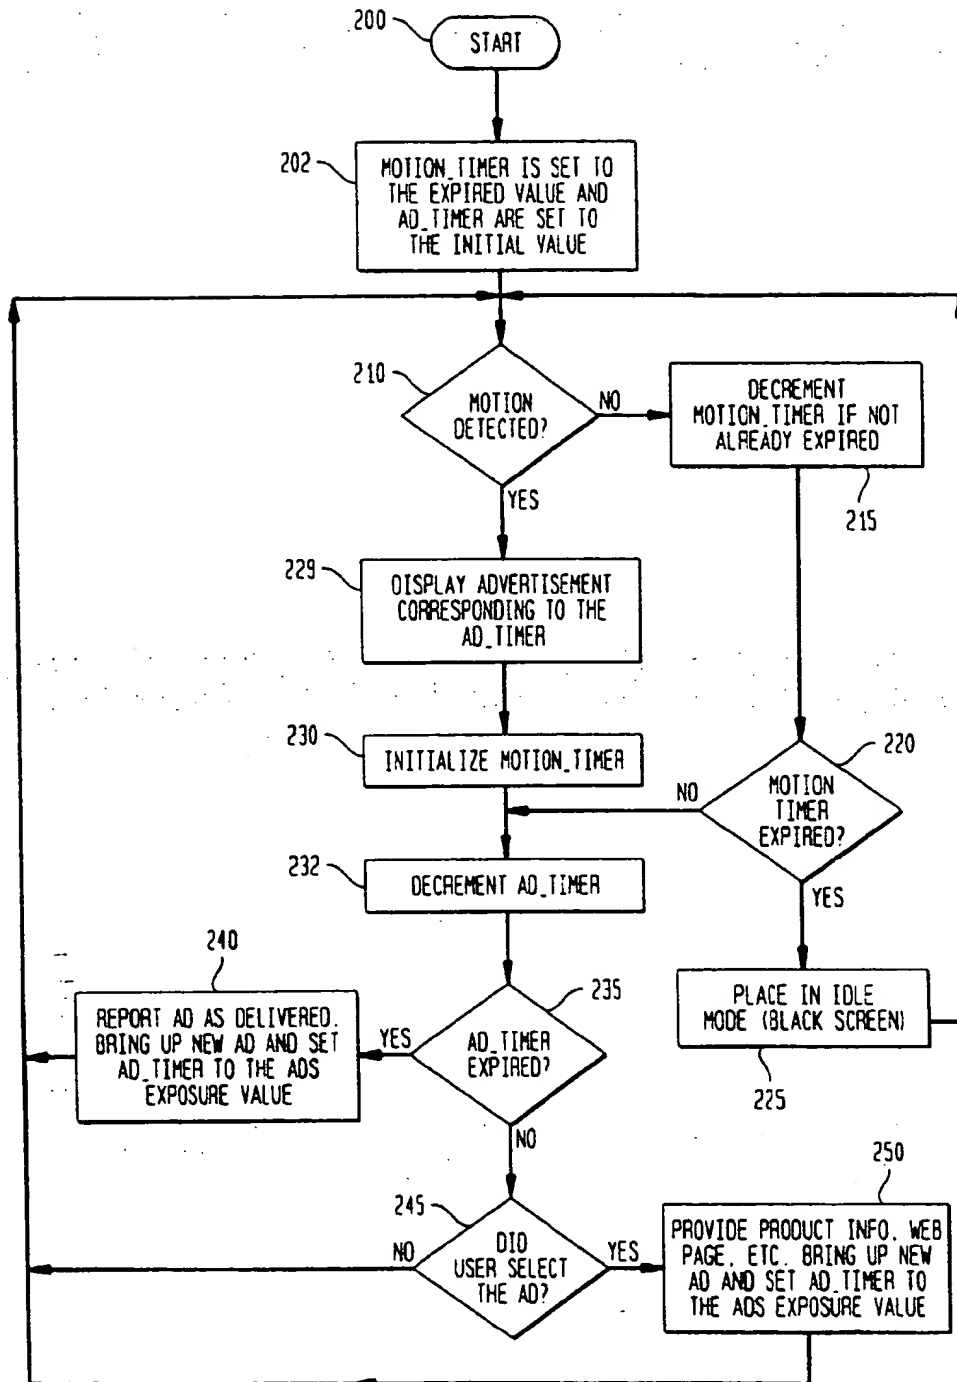 200
START
202
MOTION_TIMER IS SET TO
THE EXPIRED VALUE AND
AD_TIMER ARE SET TO
THE INITIAL VALUE
210
MOTION
DETECTED?
NO
YES
DECREMENT
MOTION_TIMER IF NOT
ALREADY EXPIRED
215
229
DISPLAY ADVERTISEMENT
CORRESPONDING TO THE
AD_TIMER
230
INITIALIZE MOTION_TIMER
220
MOTION
TIMER
EXPIRED?
NO
YES
232
DECREMENT AD_TIMER
PLACE IN IDLE
MODE (BLACK SCREEN)
225
235
AD_TIMER
EXPIRED?
YES
NO
240
REPORT AD AS DELIVERED.
BRING UP NEW AD AND SET
AD_TIMER TO THE ADS
EXPOSURE VALUE
245
DID
USER SELECT
THE AD?
NO
YES
250
PROVIDE PRODUCT INFO, WEB
PAGE, ETC. BRING UP NEW
AD AND SET AD_TIMER TO
THE ADS EXPOSURE VALUE